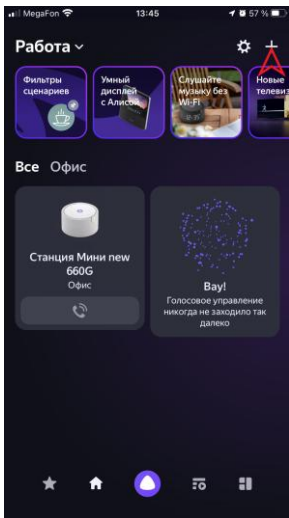 MegaFon 13:45 57 %
Работа
Фильтры
сценариев
Умный
дисплей
с Алисой
Слушайте
музыку без
Wi-Fi
Новые
телевиз
Все Офис
Станция Мини new
660G
Офис
Вау!
Голосовое управление
никогда не заходило так
далеко